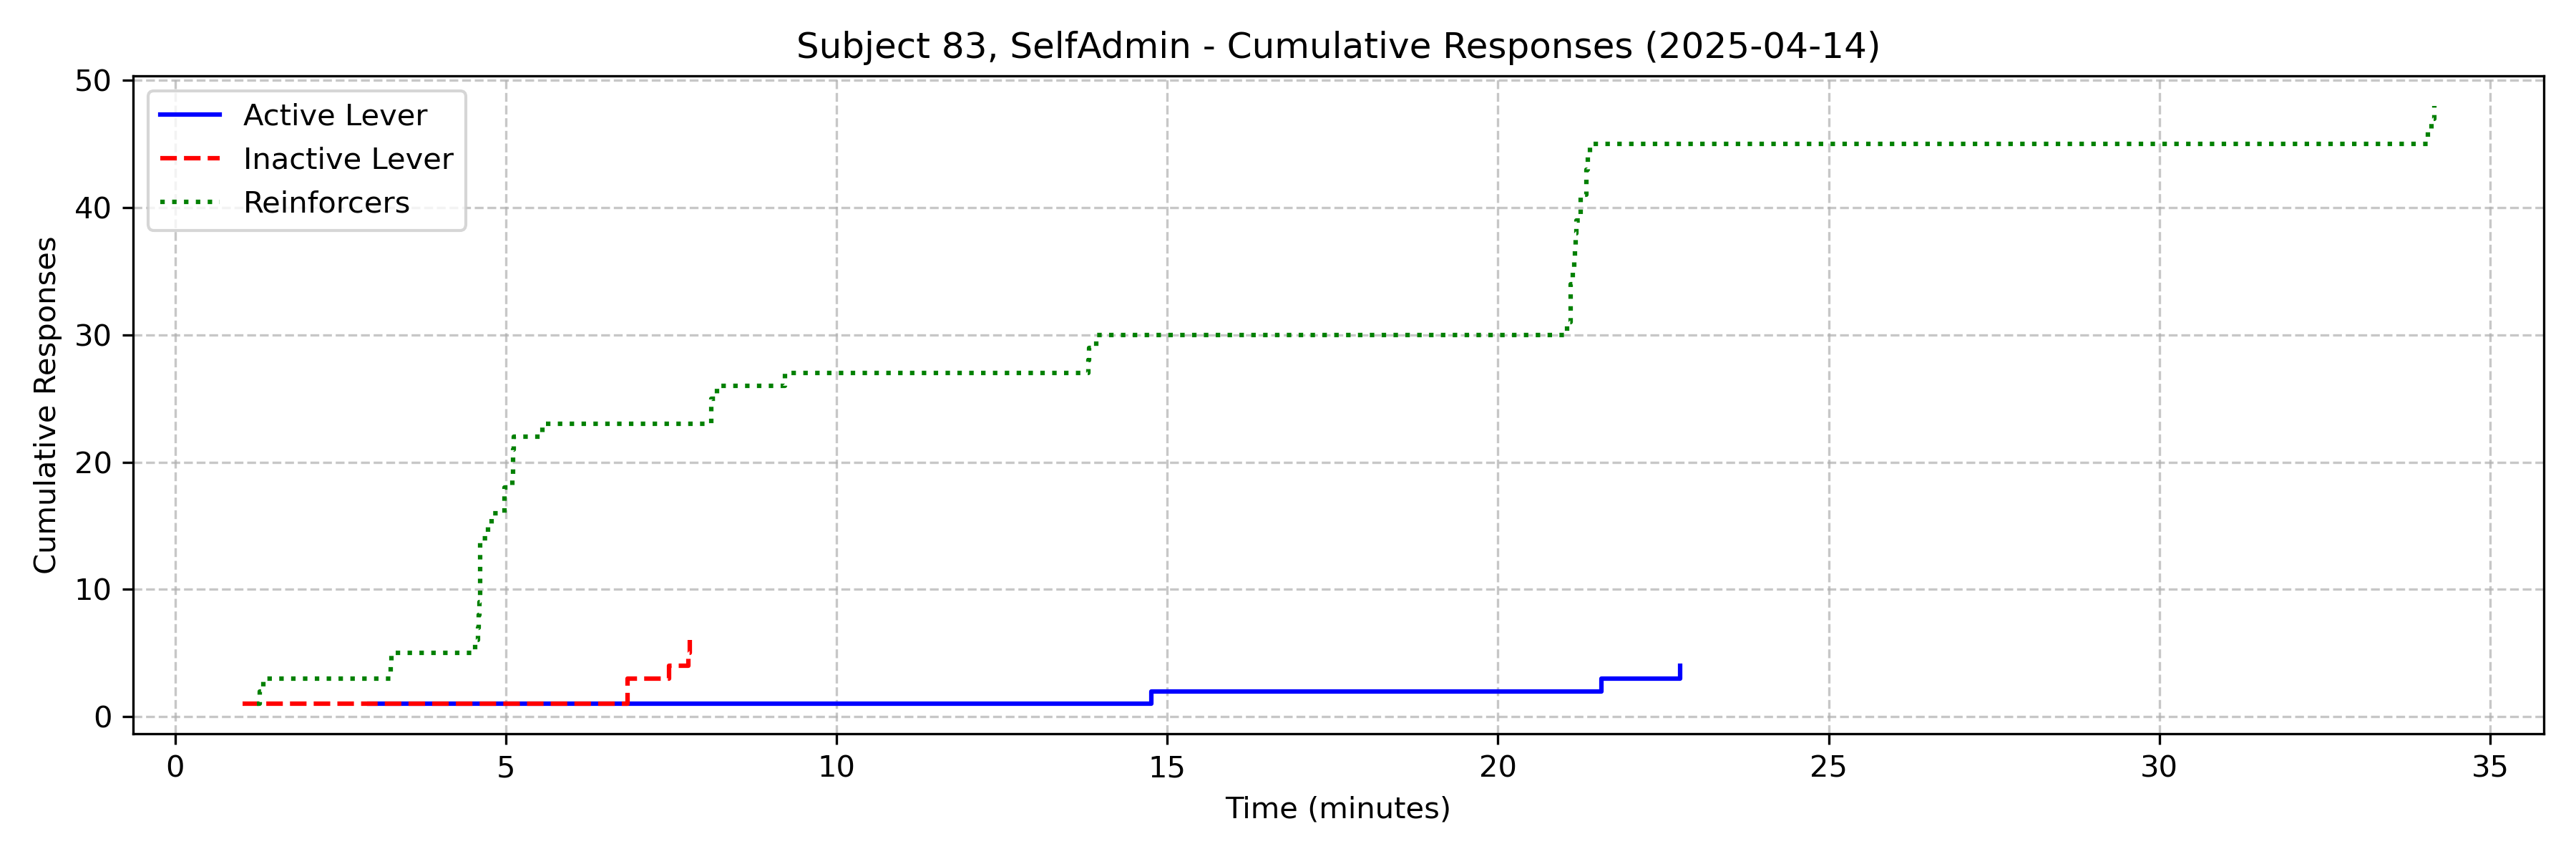 Subject 83, SelfAdmin - Cumulative Responses (2025-04-14)
Active Lever
Inactive Lever
Reinforcers
Cumulative Responses
50
40
30
20
10
0
0 5 10 15 20 25 30 35
Time (minutes)